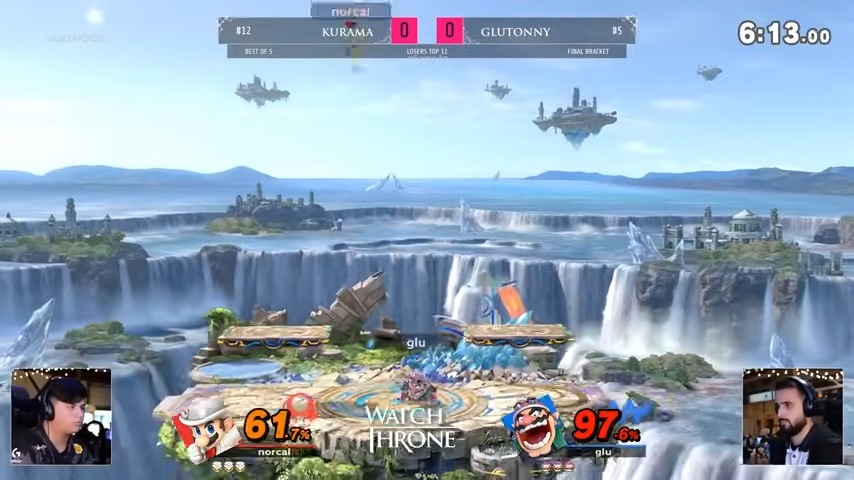 norcal
#12 KURAMA 0 0 GLUTONNY #5
BEST OF 5 LOSERS TOP 12 FINAL BRACKET
6:13.00
glu
WATCH
THRONE
61.7%
norcal
97.6%
glu